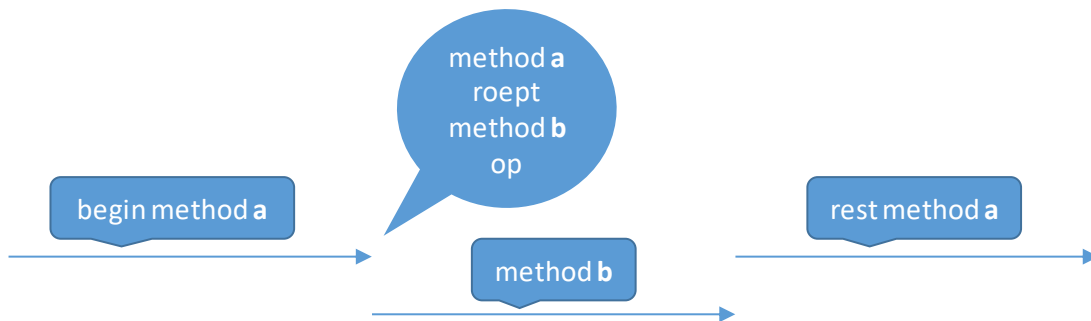 method a
roept
method b
op
begin method a
rest method a
method b